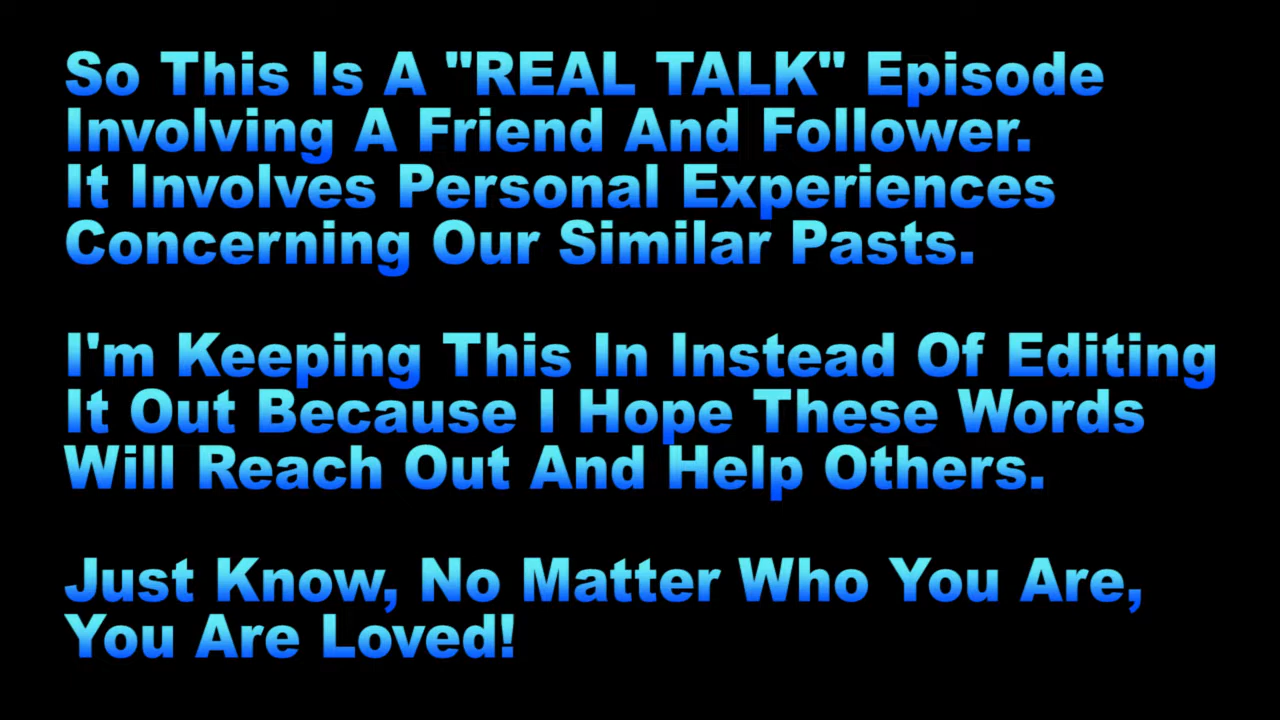 So This Is A "REAL TALK" Episode
Involving A Friend And Follower.
It Involves Personal Experiences
Concerning Our Similar Pasts.
I'm Keeping This In Instead Of Editing
It Out Because I Hope These Words
Will Reach Out And Help Others.
Just Know, No Matter Who You Are,
You Are Loved!